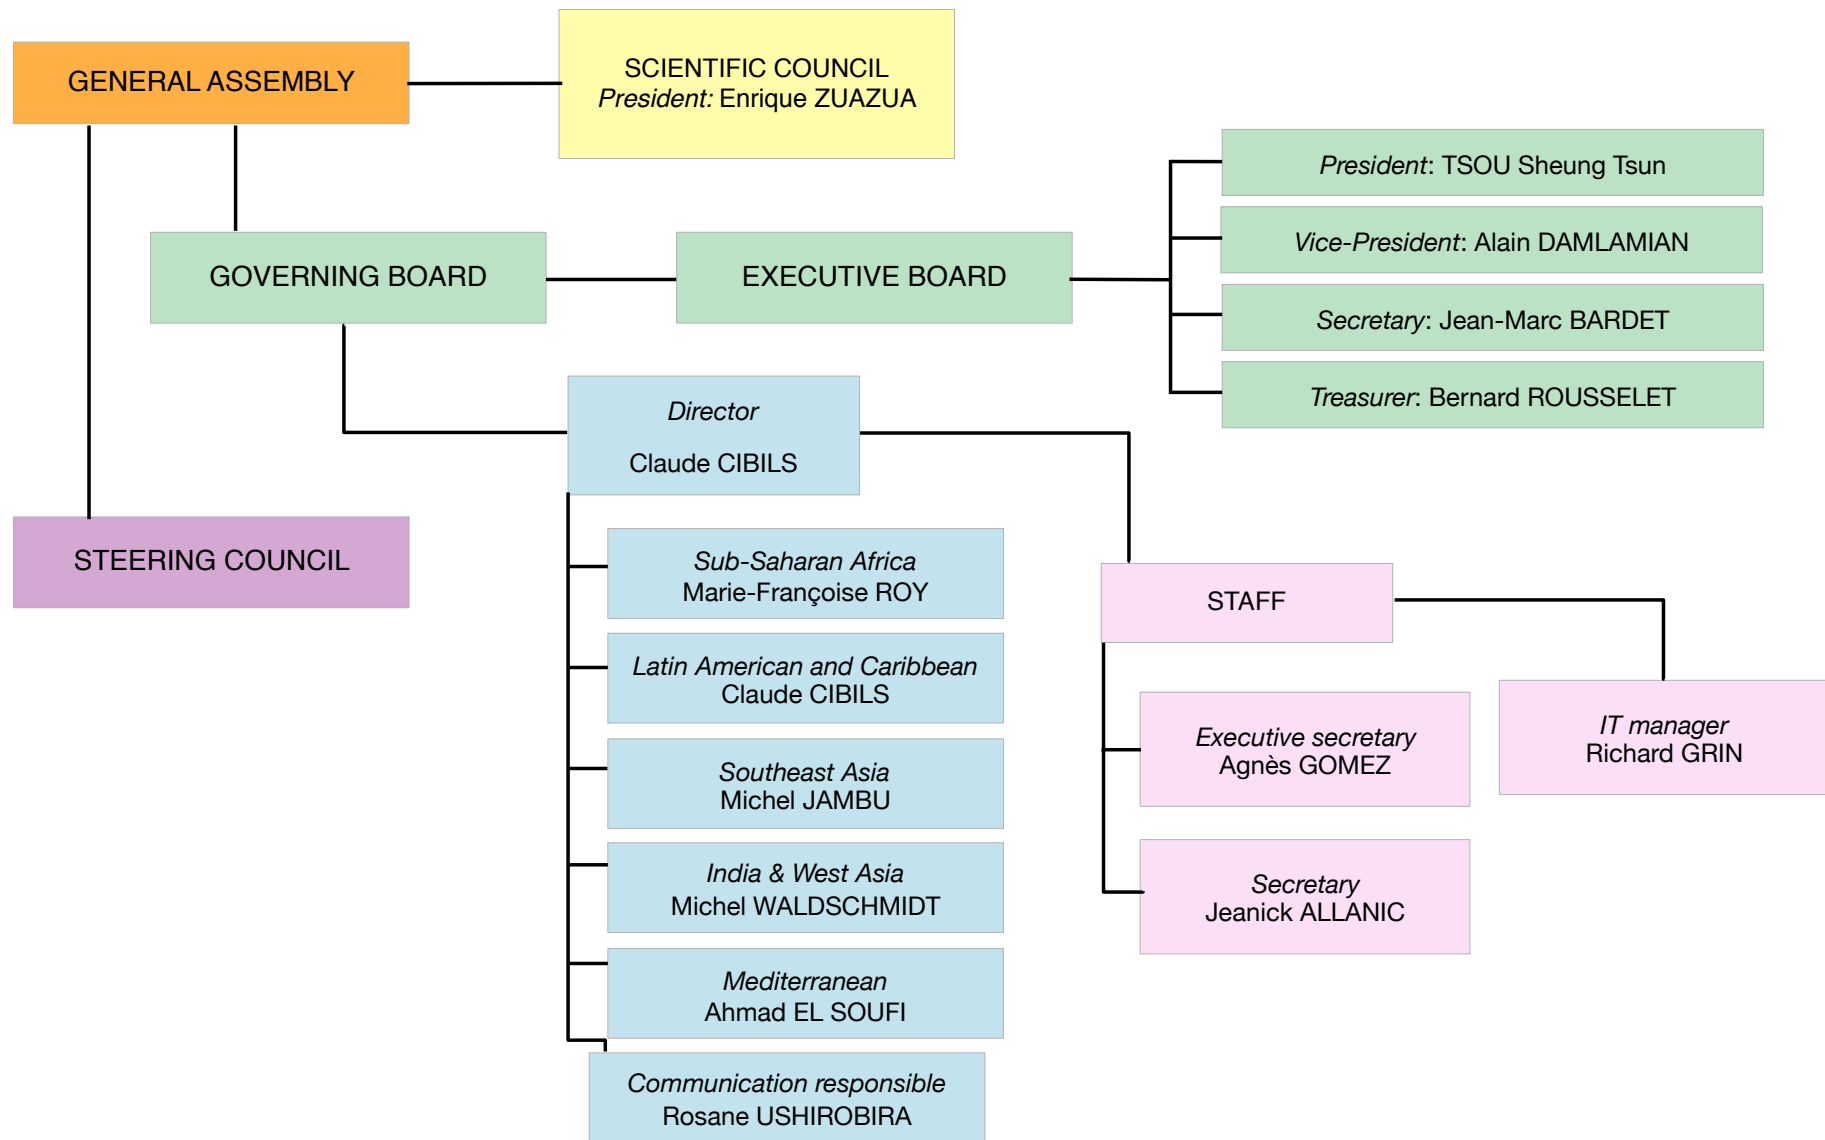 GENERAL ASSEMBLY
SCIENTIFIC COUNCIL
President: Enrique ZUAZUA
President: TSOU Sheung Tsun
Vice-President: Alain DAMLAMIAN
GOVERNING BOARD
EXECUTIVE BOARD
Secretary: Jean-Marc BARDET
Treasurer: Bernard ROUSSELET
Director
Claude CIBILS
STEERING COUNCIL
Sub-Saharan Africa
Marie-Françoise ROY
Latin American and Caribbean
Claude CIBILS
Southeast Asia
Michel JAMBU
India & West Asia
Michel WALDSCHMIDT
Mediterranean
Ahmad EL SOUFI
Communication responsible
Rosane USHIROBIRA
STAFF
Executive secretary
Agnès GOMEZ
IT manager
Richard GRIN
Secretary
Jeanick ALLANIC